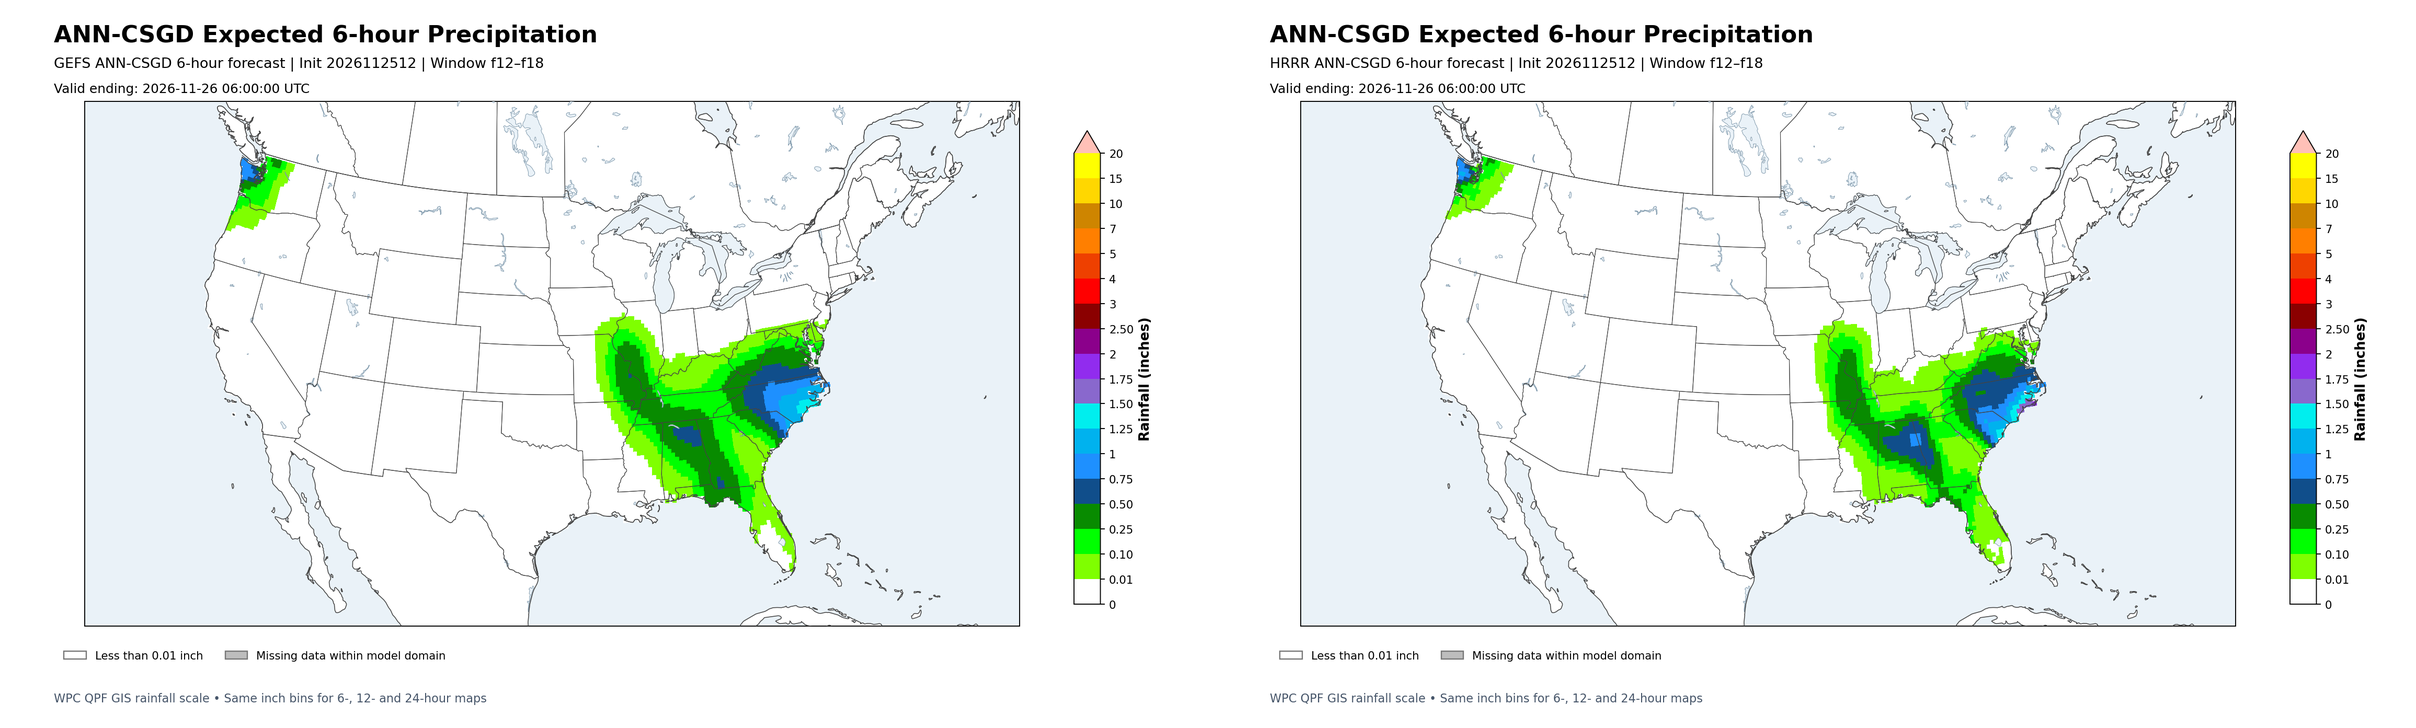 ANN-CSGD Expected 6-hour Precipitation
GEFS ANN-CSGD 6-hour forecast | Init 2026112512 | Window f12–f18
Valid ending: 2026-11-26 06:00:00 UTC
20
15
10
7
5
4
3
2.50
2
1.75
1.50
1.25
1
0.75
0.50
0.25
0.10
0.01
0
Rainfall (inches)
Less than 0.01 inch
Missing data within model domain
WPC QPF GIS rainfall scale • Same inch bins for 6-, 12- and 24-hour maps
ANN-CSGD Expected 6-hour Precipitation
HRRR ANN-CSGD 6-hour forecast | Init 2026112512 | Window f12–f18
Valid ending: 2026-11-26 06:00:00 UTC
20
15
10
7
5
4
3
2.50
2
1.75
1.50
1.25
1
0.75
0.50
0.25
0.10
0.01
0
Rainfall (inches)
Less than 0.01 inch
Missing data within model domain
WPC QPF GIS rainfall scale • Same inch bins for 6-, 12- and 24-hour maps